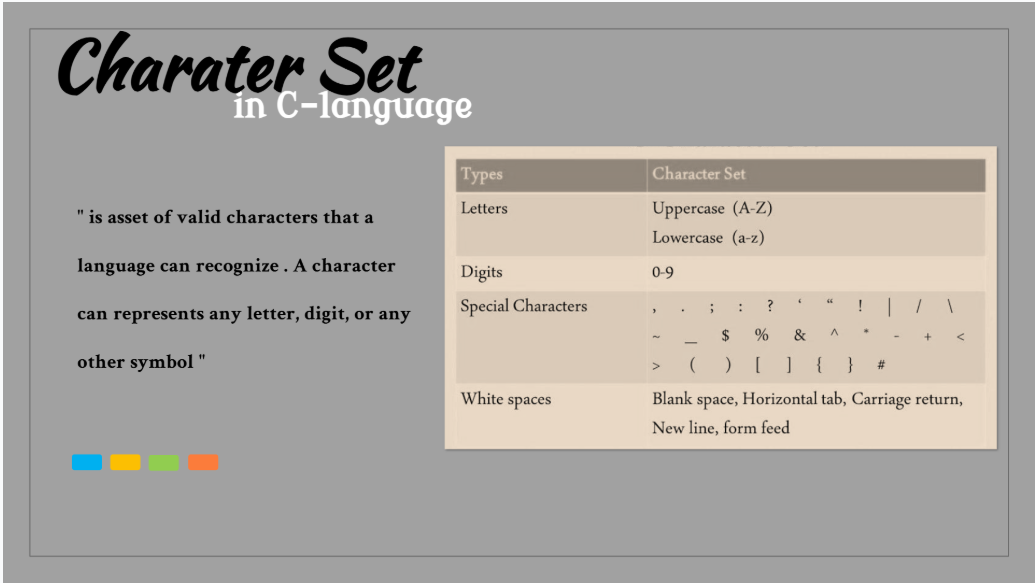 Charater Set
in C-language
" is asset of valid characters that a
language can recognize . A character
can represents any letter, digit, or any
other symbol "
Types Character Set
Letters Uppercase (A-Z)
Lowercase (a-z)
Digits 0-9
Special Characters , . ; : ? ‘ “ ! | / \
~ _ $ % & ^ * - + <
> ( ) [ ] { } #
White spaces Blank space, Horizontal tab, Carriage return,
New line, form feed